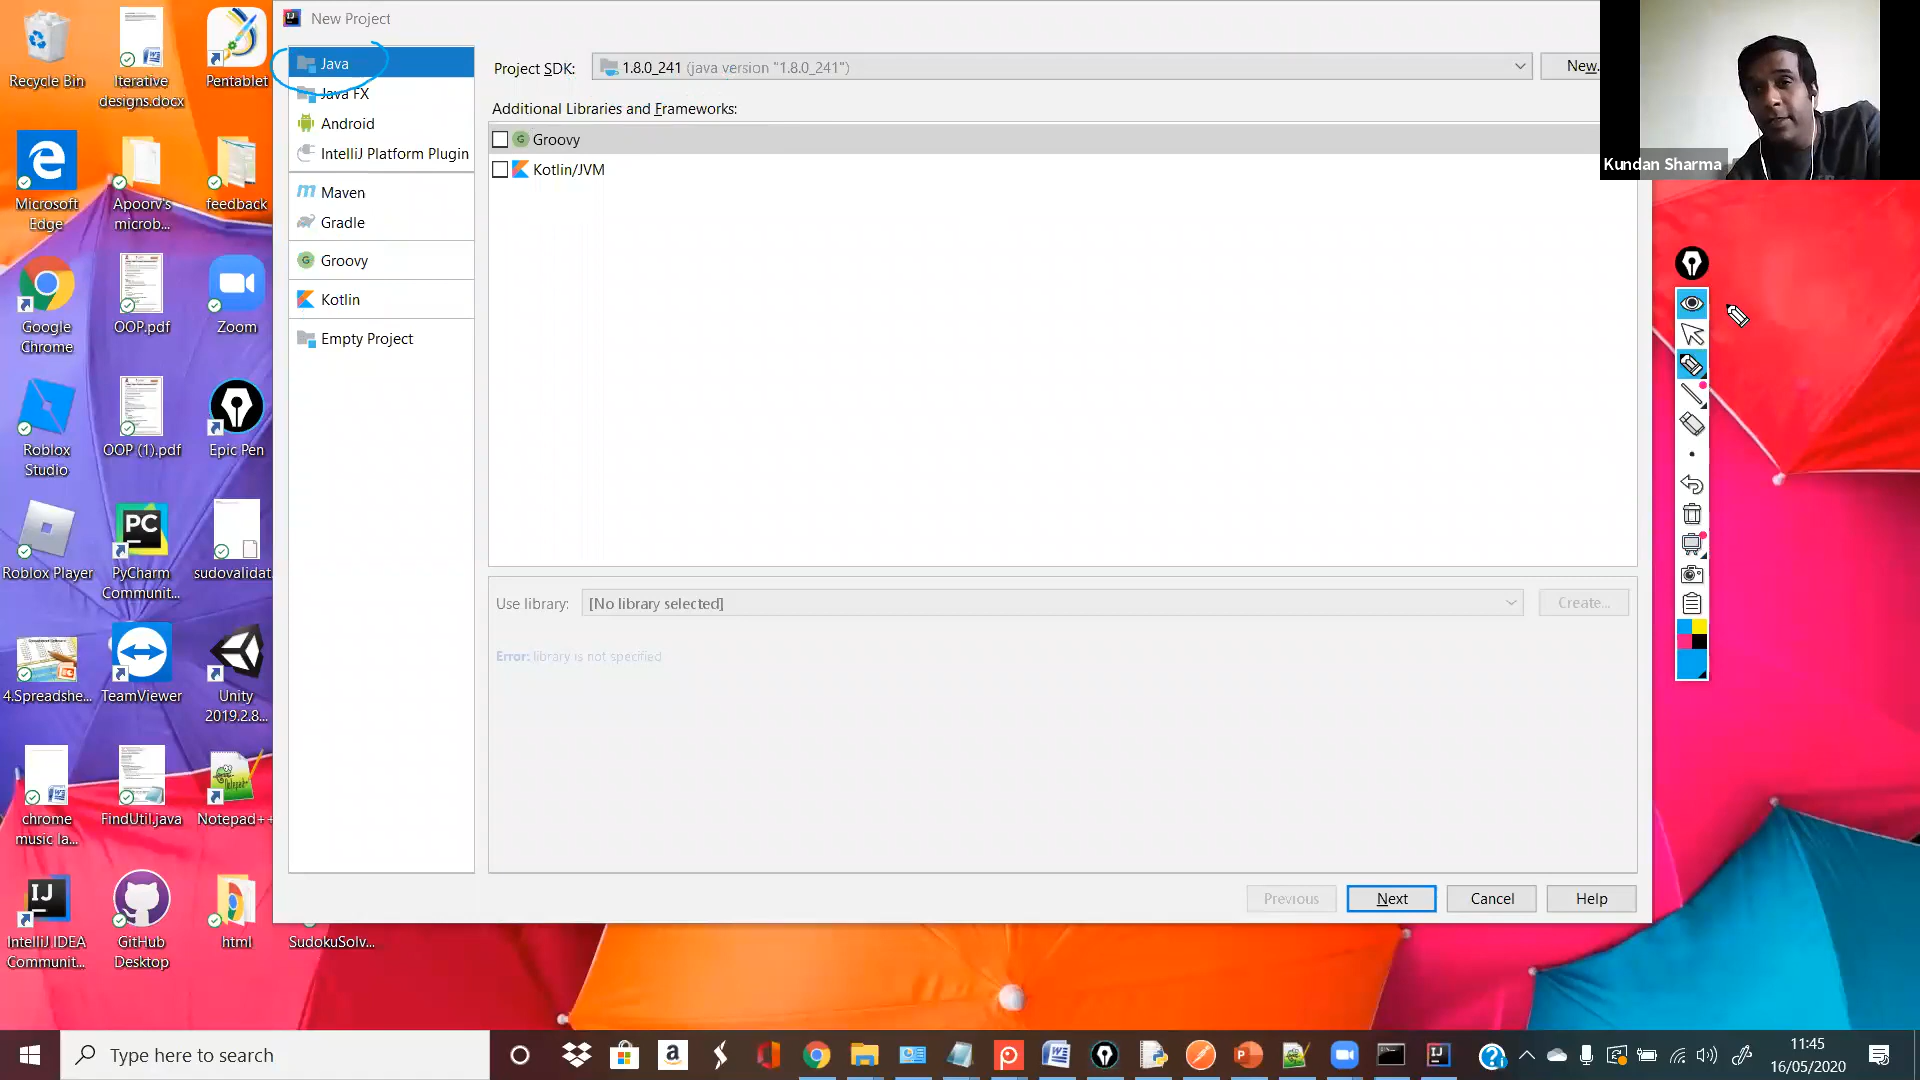 New Project
Java
Java FX
Android
IntelliJ Platform Plugin
Maven
Gradle
Groovy
Kotlin
Empty Project
Project SDK:
1.8.0_241 (java version "1.8.0_241")
New.
Additional Libraries and Frameworks:
Groovy
Kotlin/JVM
Use library:
[No library selected]
Create...
Error: library is not specified
Previous
Next
Cancel
Help
Kundan Sharma
Recycle Bin
Iterative
designs.docx
Pentablet
Microsoft
Edge
Apoorv's
microb...
feedback
Google
Chrome
OOP.pdf
Zoom
Roblox
Studio
OOP (1).pdf
Epic Pen
Roblox Player
PC
PyCharm
Communit...
sudovalidat
4.Spreadshe...
TeamViewer
Unity
2019.2.8...
chrome
music la...
FindUtil.java
Notepad++
IJ
IntelliJ IDEA
Communit...
GitHub
Desktop
html
SudokuSolv...
Type here to search
11:45
16/05/2020